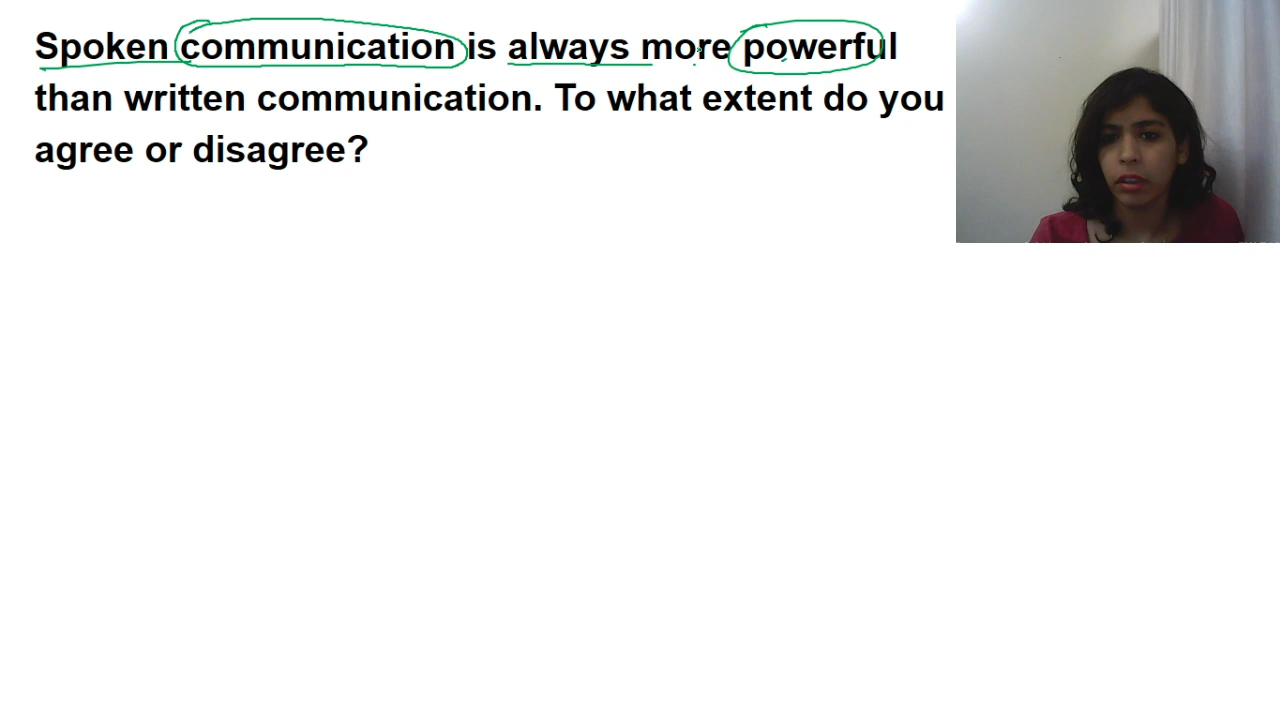 Spoken communication is always more powerful
than written communication. To what extent do you
agree or disagree?